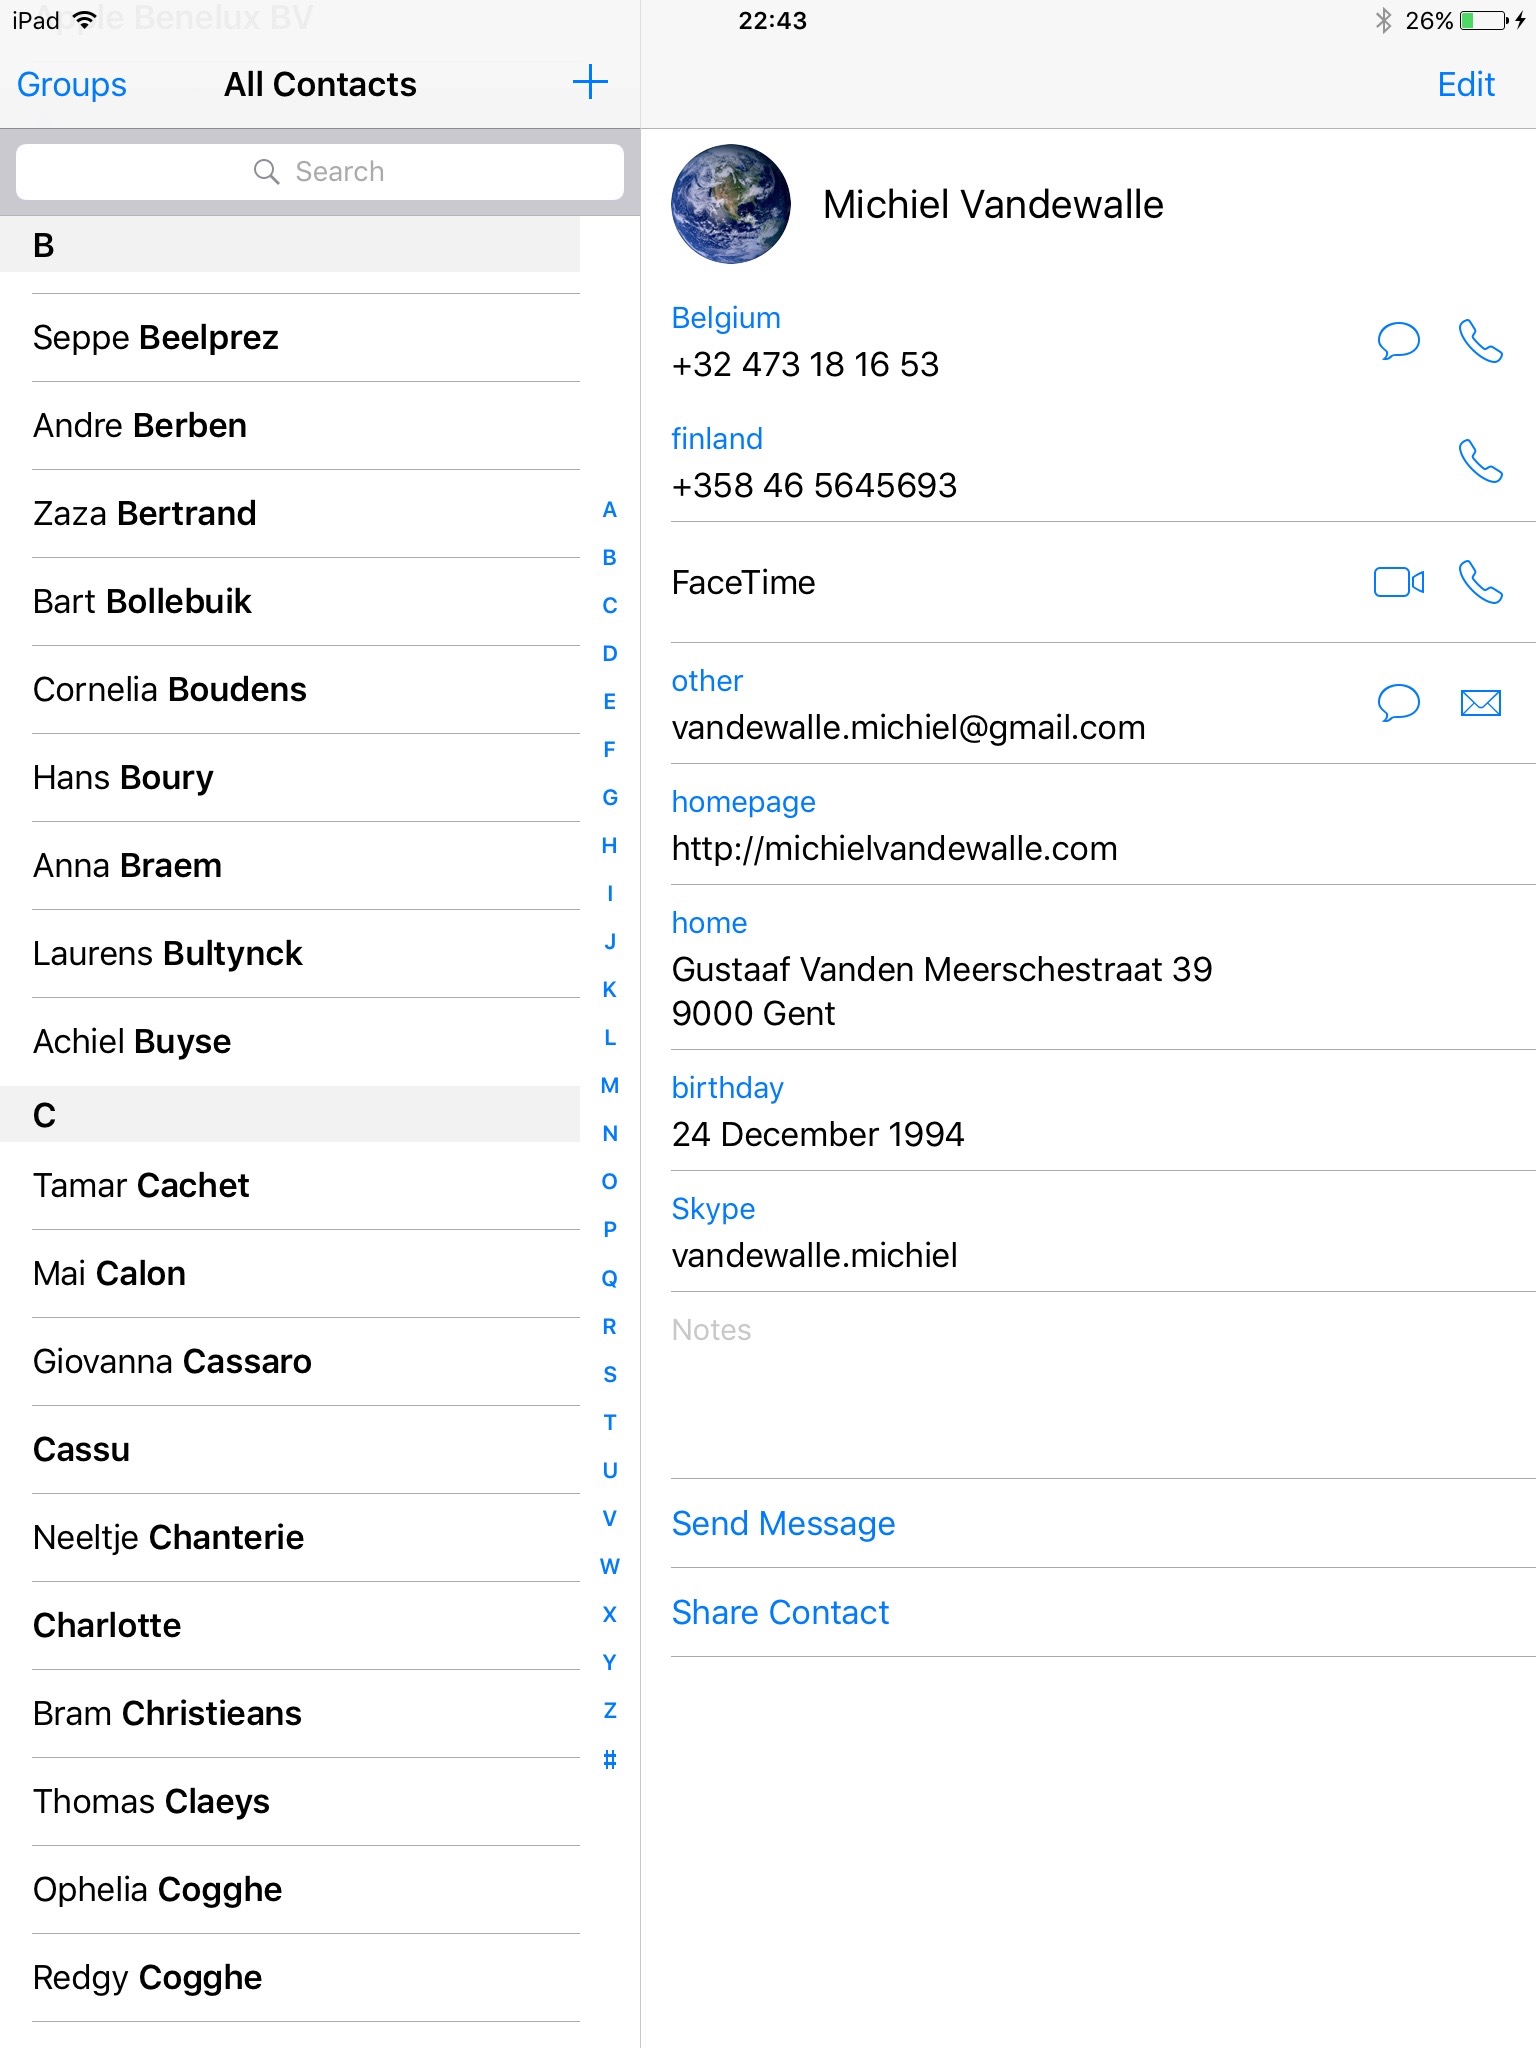 Apple Benelux BV
iPad 22:43 26%
Groups All Contacts + Edit
Search
B
Seppe Beelprez
Andre Berben
Zaza Bertrand
Bart Bollebuik
Cornelia Boudens
Hans Boury
Anna Braem
Laurens Bultynck
Achiel Buyse
C
Tamar Cachet
Mai Calon
Giovanna Cassaro
Cassu
Neeltje Chanterie
Charlotte
Bram Christieans
Thomas Claeys
Ophelia Cogghe
Redgy Cogghe
A
B
C
D
E
F
G
H
I
J
K
L
M
N
O
P
Q
R
S
T
U
V
W
X
Y
Z
#
Michiel Vandewalle
Belgium
+32 473 18 16 53
finland
+358 46 5645693
FaceTime
other
vandewalle.michiel@gmail.com
homepage
http://michielvandewalle.com
home
Gustaaf Vanden Meerschestraat 39
9000 Gent
birthday
24 December 1994
Skype
vandewalle.michiel
Notes
Send Message
Share Contact